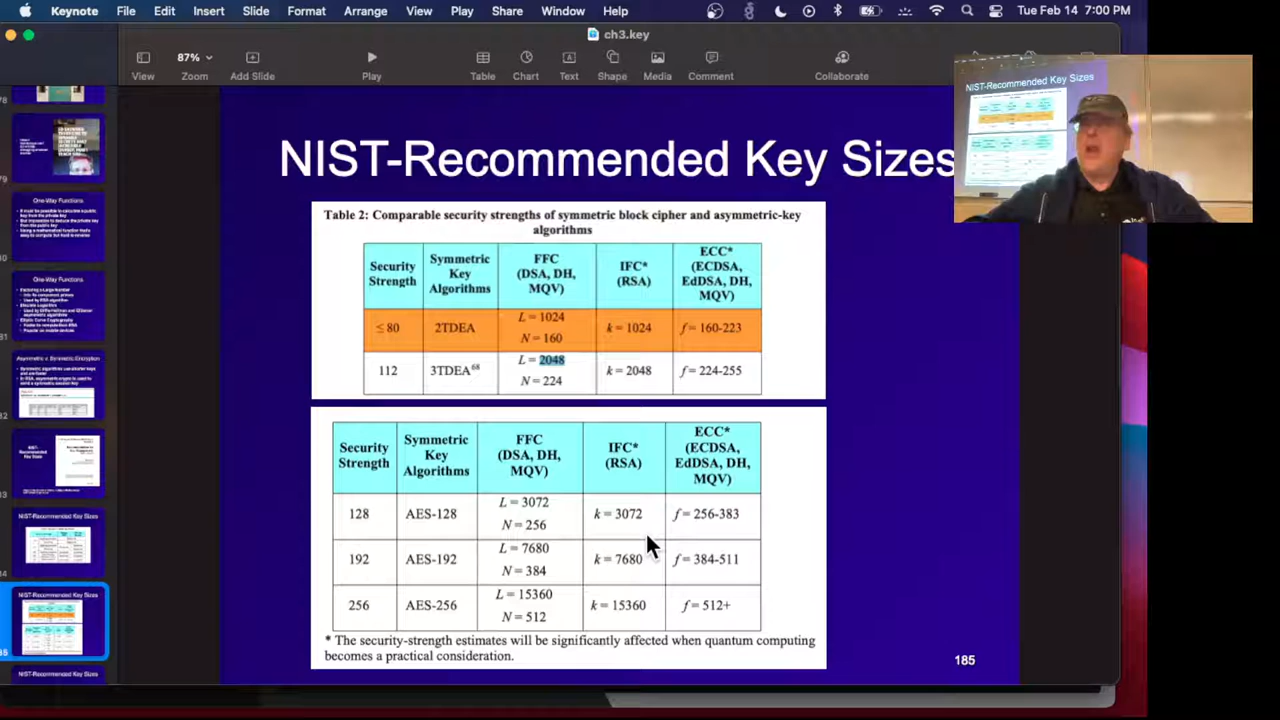 Keynote File Edit Insert Slide Format Arrange View Play Share Window Help Tue Feb 14 7:00 PM
ch3.key
87%
View Zoom Add Slide Play Table Chart Text Shape Media Comment Collaborate
NIST-Recommended Key Sizes
NIST-Recommended Key Sizes
Table 2: Comparable security strengths of symmetric block cipher and asymmetric-key
algorithms
Security Strength Symmetric Key Algorithms FFC (DSA, DH, MQV) IFC* (RSA) ECC* (ECDSA, EdDSA, DH, MQV)
≤ 80 2TDEA L = 1024 N = 160 k = 1024 f = 160-223
112 3TDEA68 L = 2048 N = 224 k = 2048 f = 224-255
Security Strength Symmetric Key Algorithms FFC (DSA, DH, MQV) IFC* (RSA) ECC* (ECDSA, EdDSA, DH, MQV)
128 AES-128 L = 3072 N = 256 k = 3072 f = 256-383
192 AES-192 L = 7680 N = 384 k = 7680 f = 384-511
256 AES-256 L = 15360 N = 512 k = 15360 f = 512+
* The security-strength estimates will be significantly affected when quantum computing
becomes a practical consideration.
185
One-Way Functions
One-Way Functions
Asymmetric v. Symmetric Encryption
NIST-
Recommended
Key Sizes
NIST-Recommended Key Sizes
NIST-Recommended Key Sizes
NIST-Recommended Key Sizes